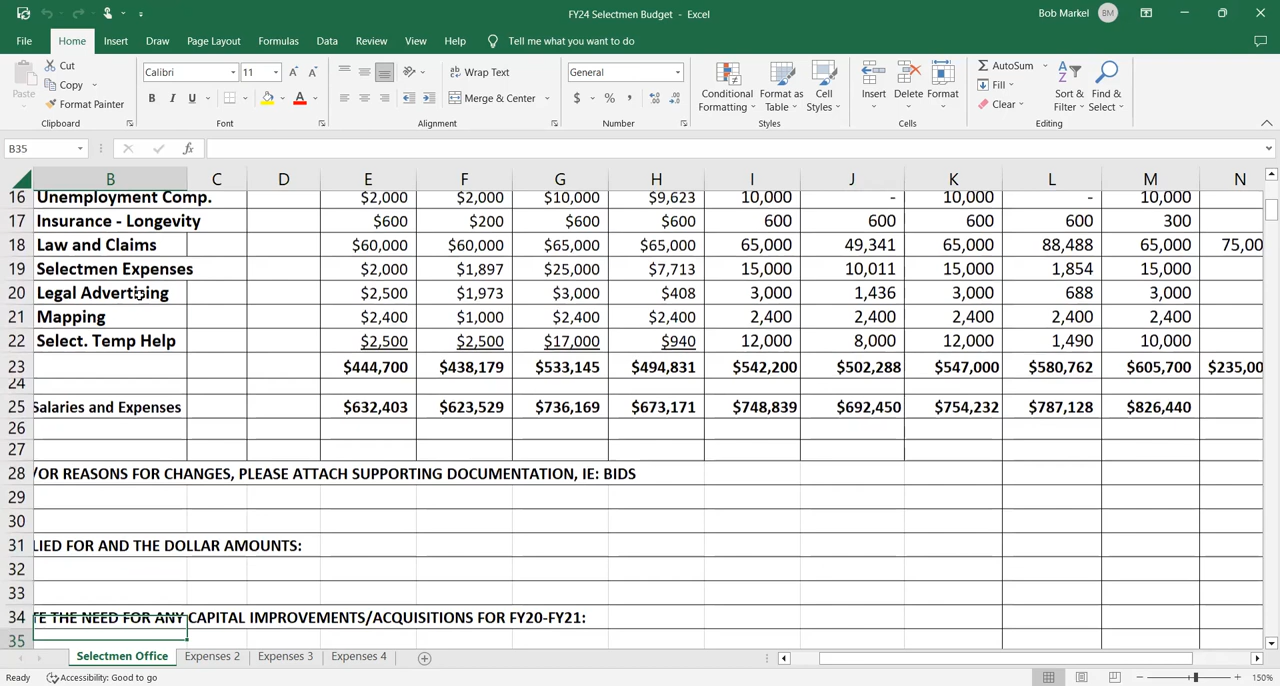 FY24 Selectmen Budget - Excel
Bob Markel BM
File Home Insert Draw Page Layout Formulas Data Review View Help Tell me what you want to do
Paste Cut Copy Format Painter Clipboard
Calibri 11 B I U A Font
Wrap Text Merge & Center Alignment
General $ % , Number
Conditional Formatting Format as Table Cell Styles Styles
Insert Delete Format Cells
AutoSum Fill Clear Sort & Filter Find & Select Editing
B35 fx
B C D E F G H I J K L M N
16 Unemployment Comp. $2,000 $2,000 $10,000 $9,623 10,000 - 10,000 - 10,000
17 Insurance - Longevity $600 $200 $600 $600 600 600 600 600 300
18 Law and Claims $60,000 $60,000 $65,000 $65,000 65,000 49,341 65,000 88,488 65,000 75,00
19 Selectmen Expenses $2,000 $1,897 $25,000 $7,713 15,000 10,011 15,000 1,854 15,000
20 Legal Advertising $2,500 $1,973 $3,000 $408 3,000 1,436 3,000 688 3,000
21 Mapping $2,400 $1,000 $2,400 $2,400 2,400 2,400 2,400 2,400 2,400
22 Select. Temp Help $2,500 $2,500 $17,000 $940 12,000 8,000 12,000 1,490 10,000
23 $444,700 $438,179 $533,145 $494,831 $542,200 $502,288 $547,000 $580,762 $605,700 $235,00
24
25 Salaries and Expenses $632,403 $623,529 $736,169 $673,171 $748,839 $692,450 $754,232 $787,128 $826,440
26
27
28 /OR REASONS FOR CHANGES, PLEASE ATTACH SUPPORTING DOCUMENTATION, IE: BIDS
29
30
31 LIED FOR AND THE DOLLAR AMOUNTS:
32
33
34 TE THE NEED FOR ANY CAPITAL IMPROVEMENTS/ACQUISITIONS FOR FY20-FY21:
35
Selectmen Office Expenses 2 Expenses 3 Expenses 4
Ready Accessibility: Good to go 150%